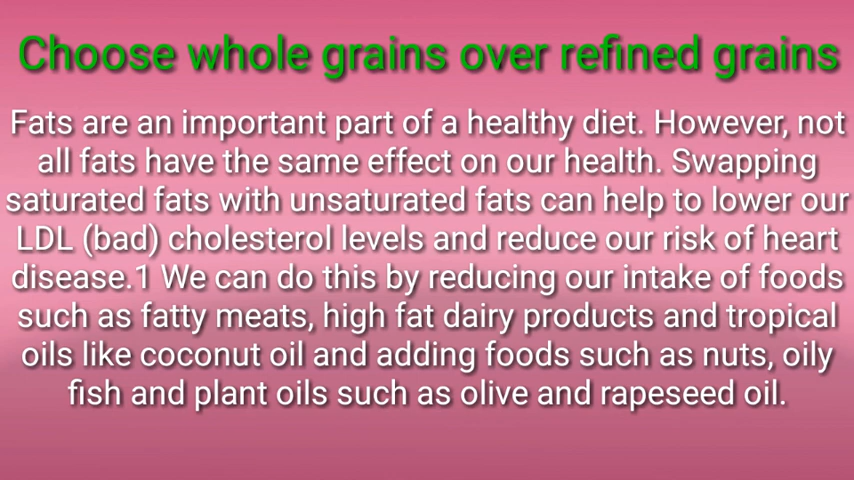 Choose whole grains over refined grains
Fats are an important part of a healthy diet. However, not
all fats have the same effect on our health. Swapping
saturated fats with unsaturated fats can help to lower our
LDL (bad) cholesterol levels and reduce our risk of heart
disease.1 We can do this by reducing our intake of foods
such as fatty meats, high fat dairy products and tropical
oils like coconut oil and adding foods such as nuts, oily
fish and plant oils such as olive and rapeseed oil.